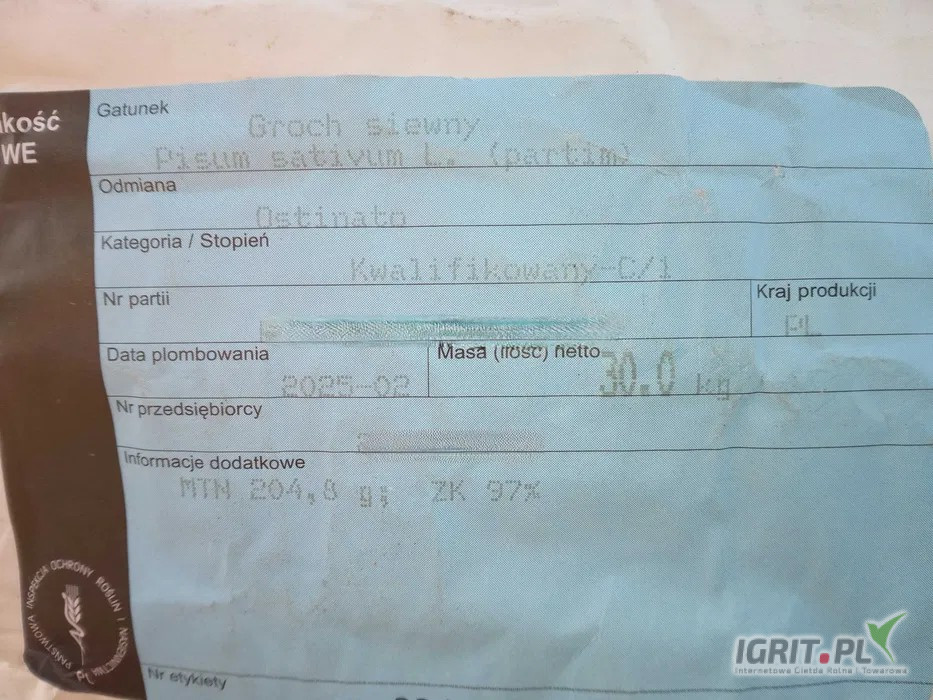 kość
WE
Gatunek
Groch siewny
Pisum sativum L. (partim)
Odmiana
Ostinato
Kategoria / Stopień
Kwalifikowany-C/1
Nr partii
Kraj produkcji
PL
Data plombowania
2025-02
Masa (ilość) netto
30.0 kg
Nr przedsiębiorcy
Informacje dodatkowe
MTN 204,8 g; ZK 97%
PAŃSTWOWA INSPEKCJA OCHRONY ROŚLIN I NASIENNICTWA
PL
Nr etykiety
IGRIT.PL
Internetowa Giełda Rolna i Towarowa